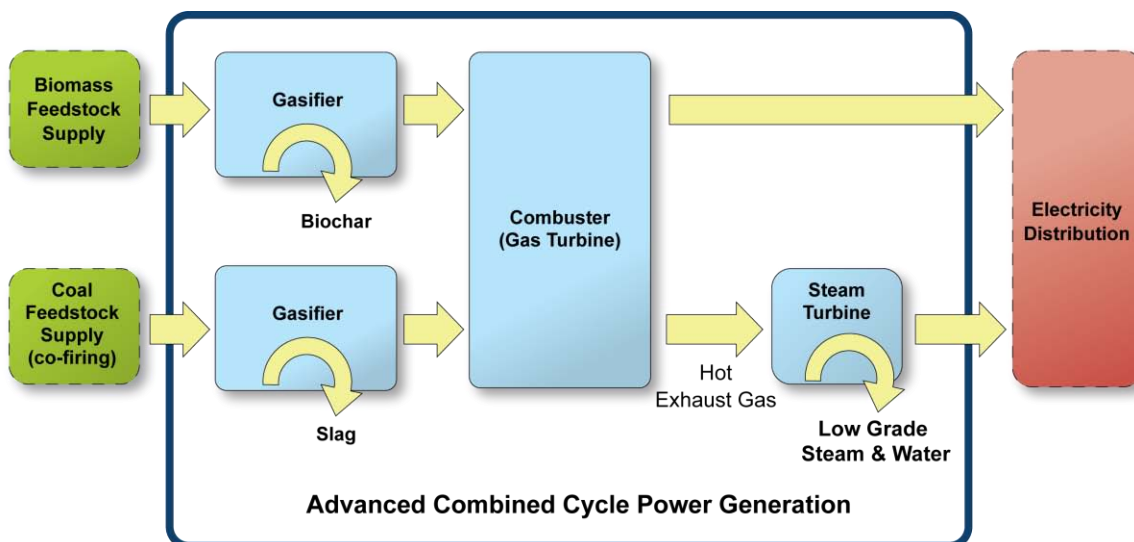 Biomass
Feedstock
Supply
Gasifier
Biochar
Combuster
(Gas Turbine)
Electricity
Distribution
Coal
Feedstock
Supply
(co-firing)
Gasifier
Slag
Hot
Exhaust Gas
Steam
Turbine
Low Grade
Steam & Water
Advanced Combined Cycle Power Generation